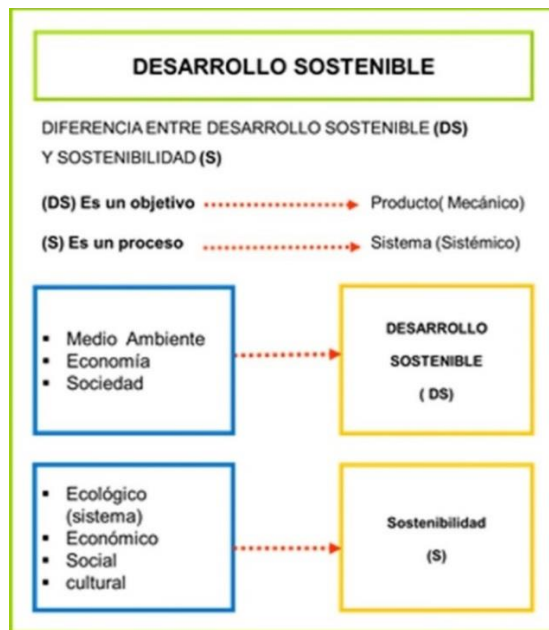 DESARROLLO SOSTENIBLE
DIFERENCIA ENTRE DESARROLLO SOSTENIBLE (DS)
Y SOSTENIBILIDAD (S)
(DS) Es un objetivo Producto( Mecánico)
(S) Es un proceso Sistema (Sistémico)
▪ Medio Ambiente
▪ Economía
▪ Sociedad
DESARROLLO
SOSTENIBLE
( DS)
▪ Ecológico
(sistema)
▪ Económico
▪ Social
▪ cultural
Sostenibilidad
(S)